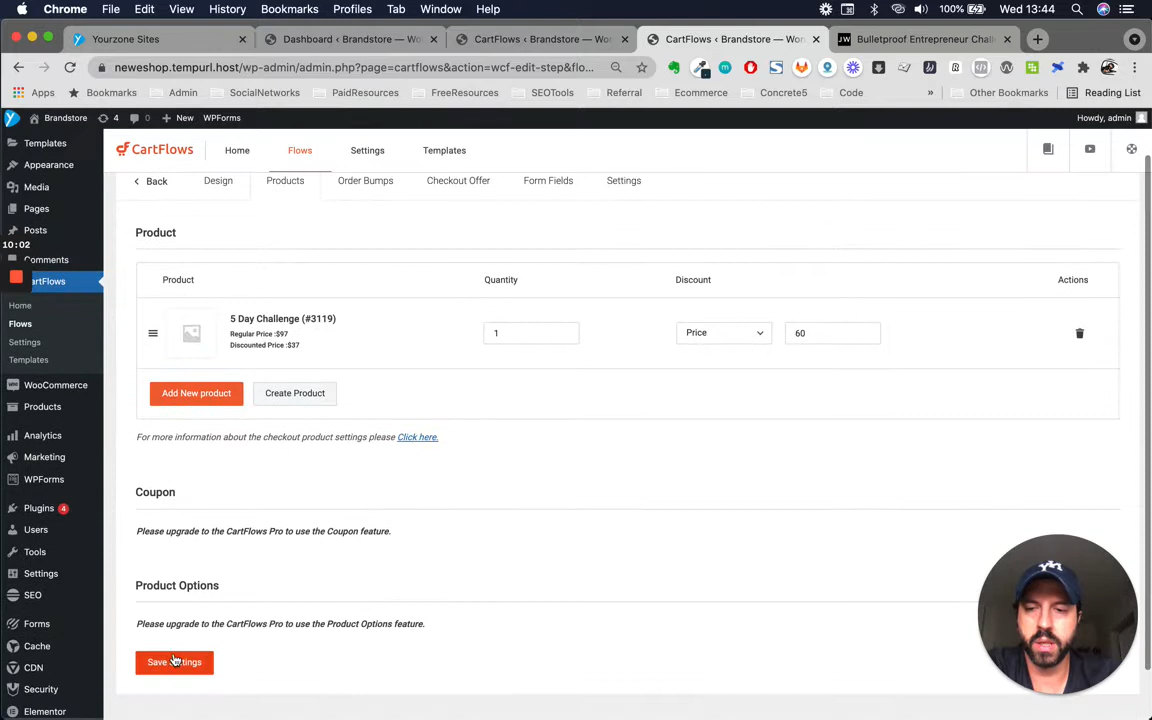 Chrome File Edit View History Bookmarks Profiles Tab Window Help 100% Wed 13:44
Yourzone Sites Dashboard ‹ Brandstore — Wo CartFlows ‹ Brandstore — Wo CartFlows ‹ Brandstore — Wor Bulletproof Entrepreneur Chall
neweshop.tempurl.host/wp-admin/admin.php?page=cartflows&action=wcf-edit-step&flo...
Apps Bookmarks Admin SocialNetworks PaidResources FreeResources SEOTools Referral Ecommerce Concrete5 Code » Other Bookmarks Reading List
Brandstore 4 0 New WPForms Howdy, admin
Templates
Appearance
Media
Pages
Posts
10:02
Comments
artFlows
Home
Flows
Settings
Templates
WooCommerce
Products
Analytics
Marketing
WPForms
Plugins 4
Users
Tools
Settings
SEO
Forms
Cache
CDN
Security
Elementor
CartFlows Home Flows Settings Templates
Back Design Products Order Bumps Checkout Offer Form Fields Settings
Product
Product Quantity Discount Actions
5 Day Challenge (#3119)
Regular Price :$97
Discounted Price :$37
1 Price 60
Add New product Create Product
For more information about the checkout product settings please Click here.
Coupon
Please upgrade to the CartFlows Pro to use the Coupon feature.
Product Options
Please upgrade to the CartFlows Pro to use the Product Options feature.
Save Settings